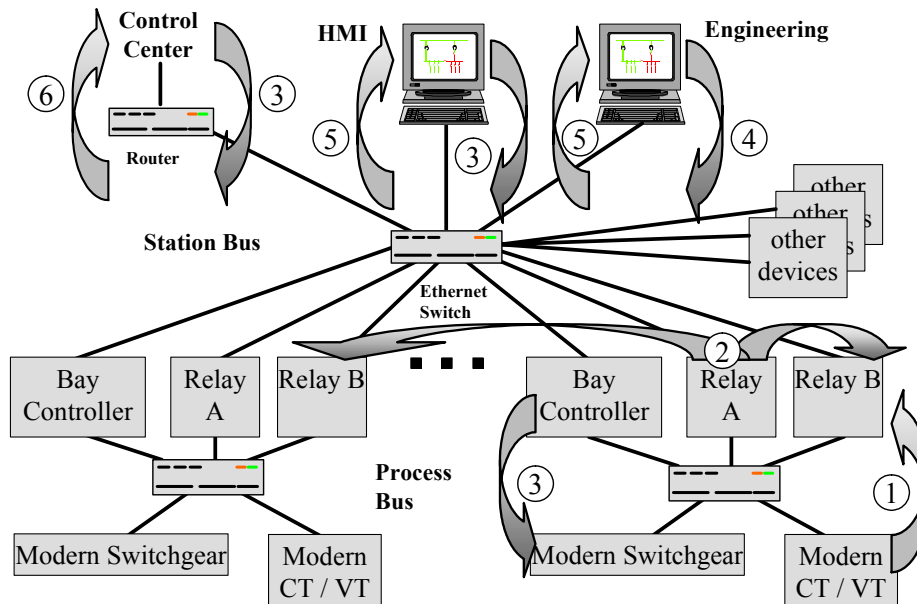 Control
Center
HMI
Engineering
6
3
5
3
5
4
Router
other
other
s
s
other
devices
Station Bus
Ethernet
Switch
2
Bay
Controller
Relay
A
Relay B
Bay
Controller
Relay
A
Relay B
Process
Bus
3
1
Modern Switchgear
Modern
CT / VT
Modern Switchgear
Modern
CT / VT